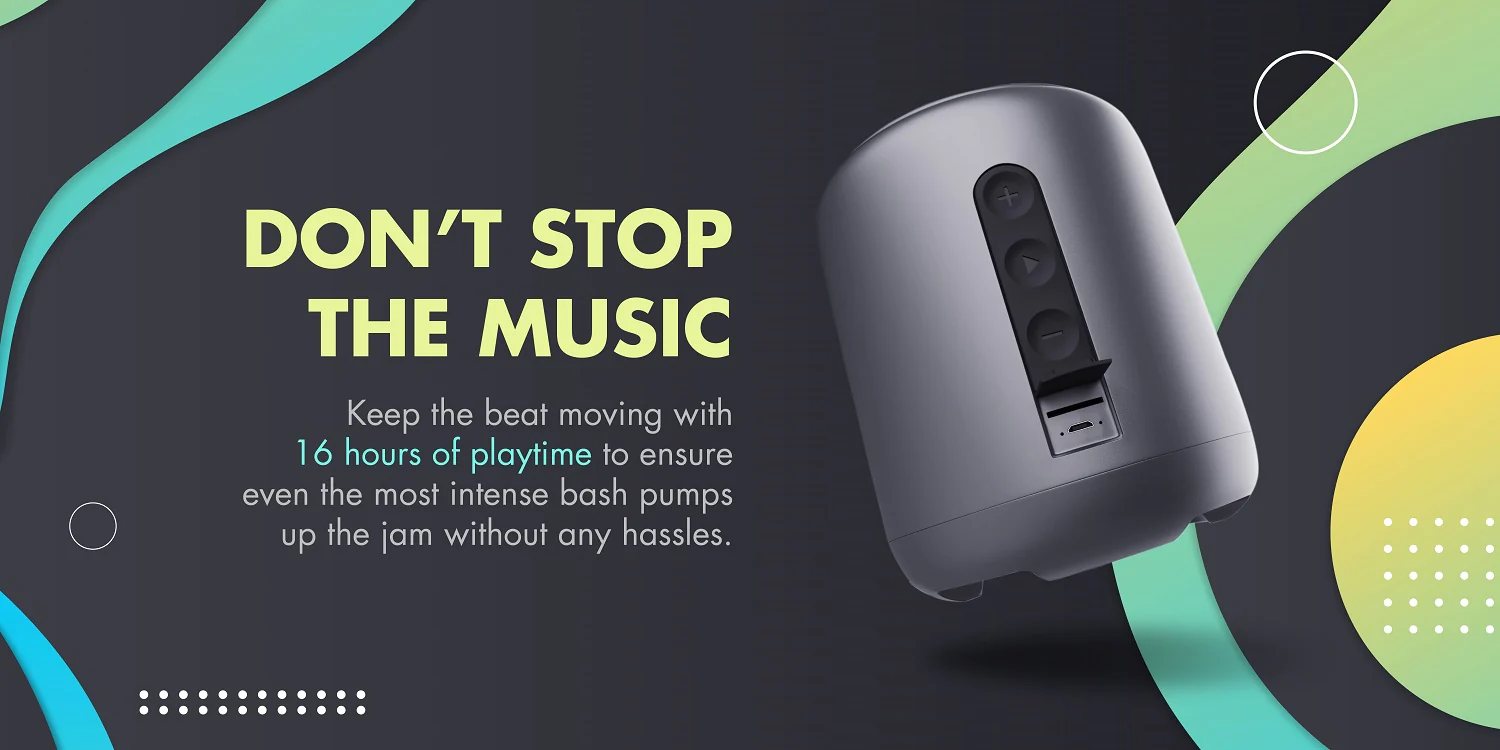 DON’T STOP
THE MUSIC
Keep the beat moving with
16 hours of playtime to ensure
even the most intense bash pumps
up the jam without any hassles.